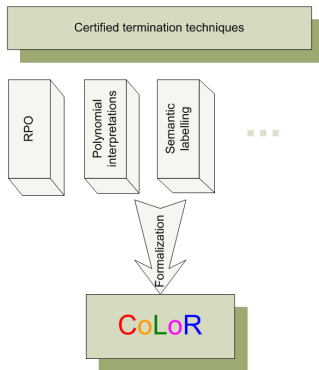 Certified termination techniques
RPO
Polynomial
interpretations
Semantic
labelling
Formalization
CoLoR